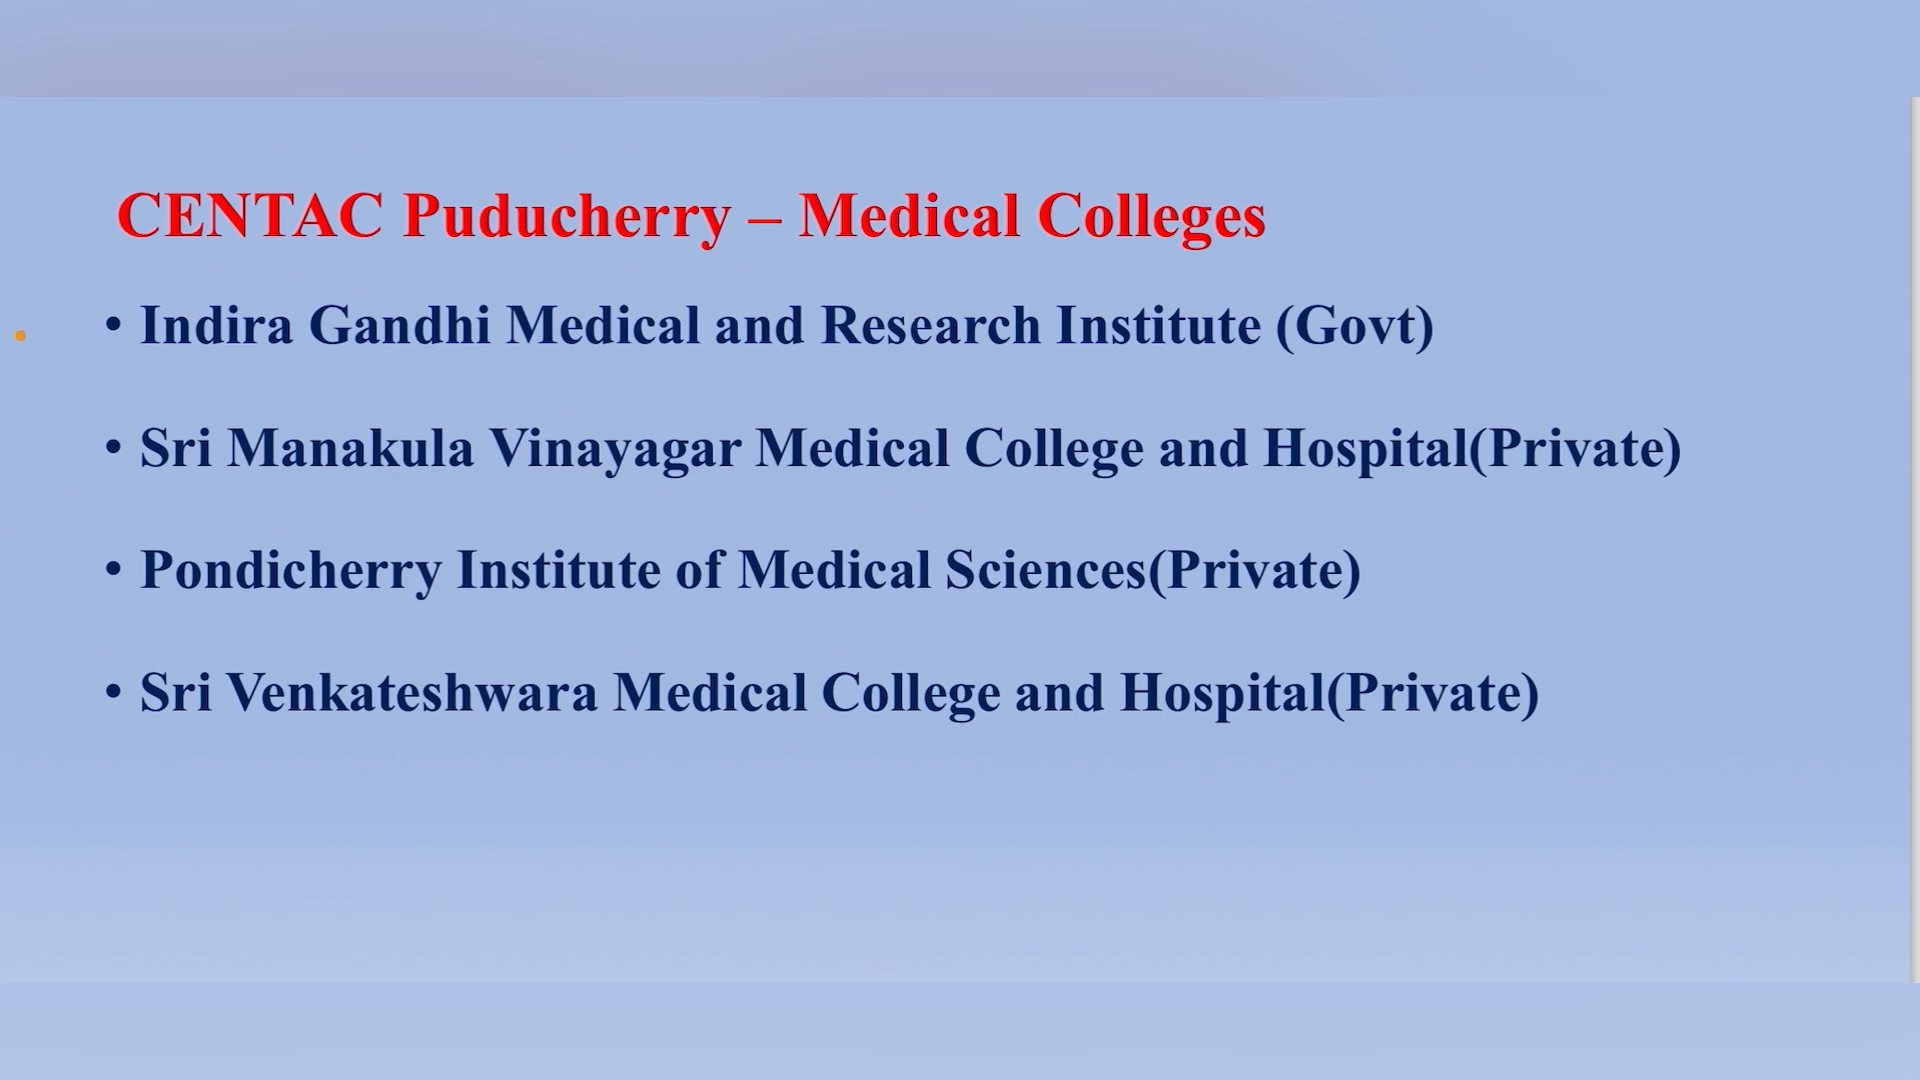 CENTAC Puducherry – Medical Colleges
• Indira Gandhi Medical and Research Institute (Govt)
• Sri Manakula Vinayagar Medical College and Hospital(Private)
• Pondicherry Institute of Medical Sciences(Private)
• Sri Venkateshwara Medical College and Hospital(Private)